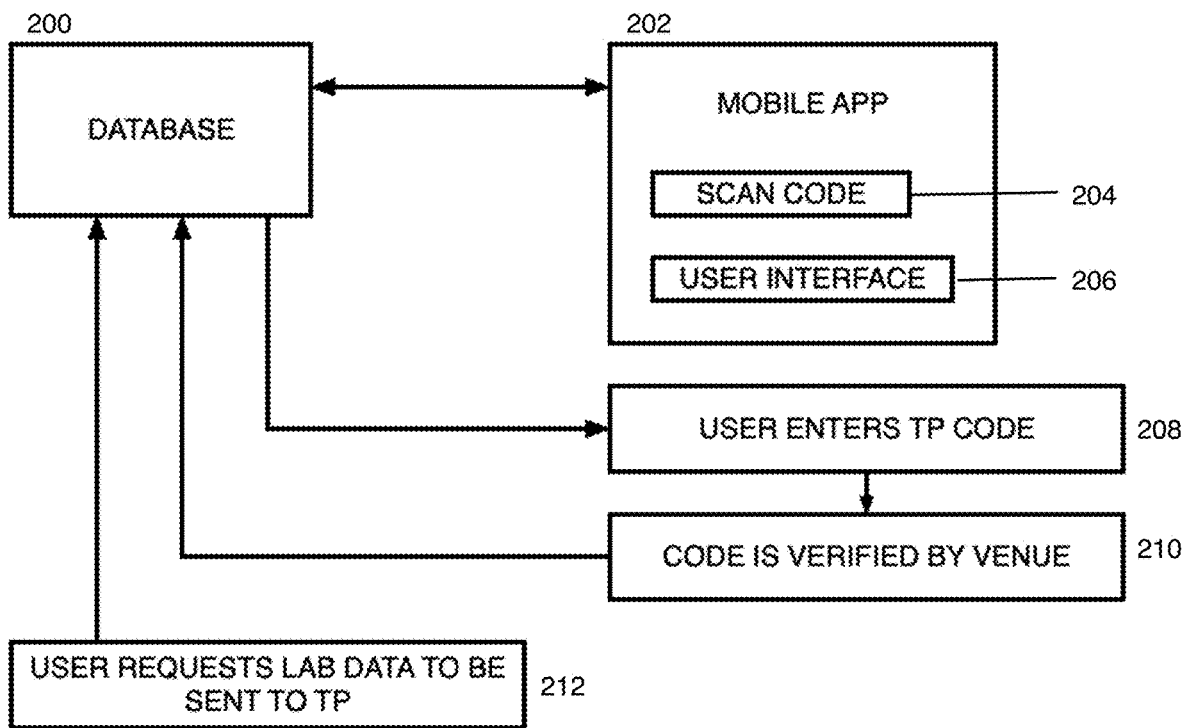 200
202
DATABASE
MOBILE APP
SCAN CODE
204
USER INTERFACE
206
USER ENTERS TP CODE
208
CODE IS VERIFIED BY VENUE
210
USER REQUESTS LAB DATA TO BE
SENT TO TP
212